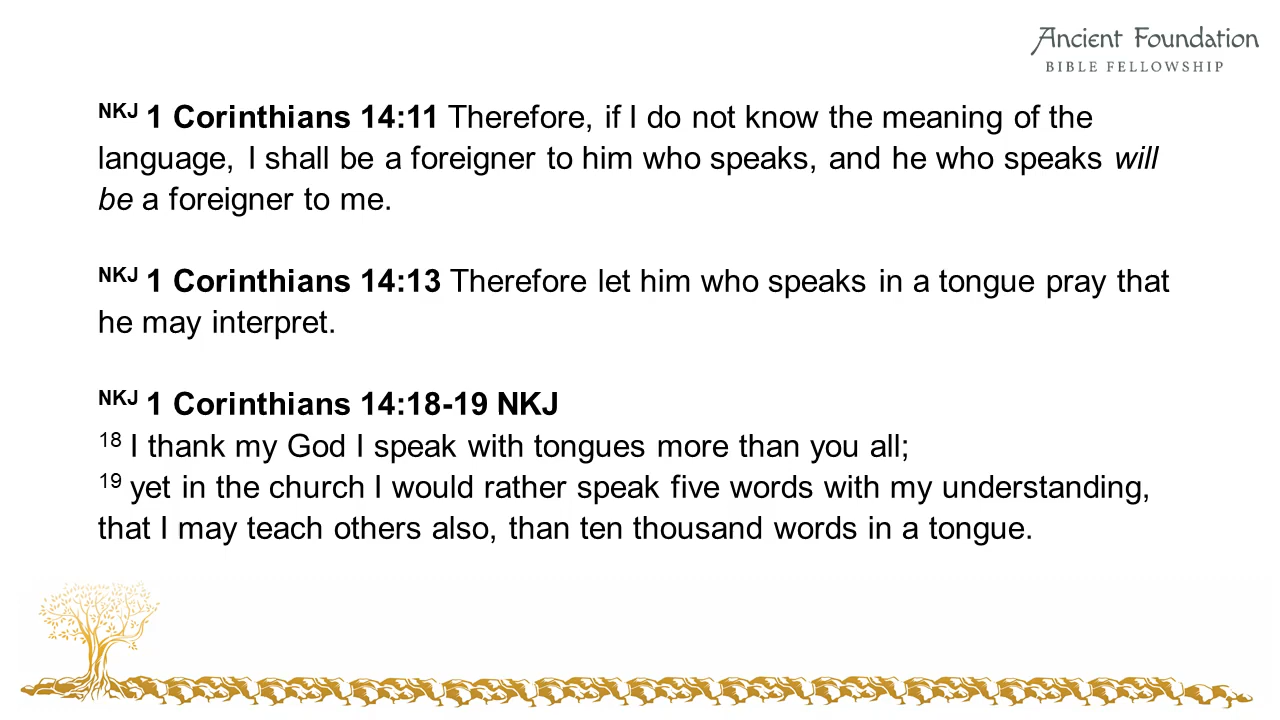 Ancient Foundation
BIBLE FELLOWSHIP
NKJ 1 Corinthians 14:11 Therefore, if I do not know the meaning of the
language, I shall be a foreigner to him who speaks, and he who speaks will
be a foreigner to me.
NKJ 1 Corinthians 14:13 Therefore let him who speaks in a tongue pray that
he may interpret.
NKJ 1 Corinthians 14:18-19 NKJ
18 I thank my God I speak with tongues more than you all;
19 yet in the church I would rather speak five words with my understanding,
that I may teach others also, than ten thousand words in a tongue.